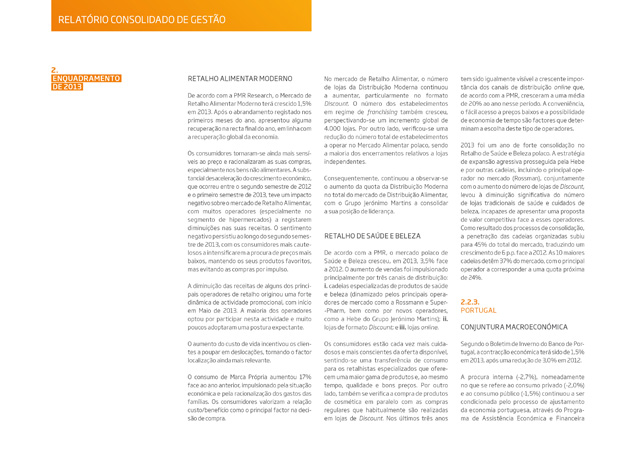 RELATÓRIO CONSOLIDADO DE GESTÃO
2.
ENQUADRAMENTO
DE 2013
RETALHO ALIMENTAR MODERNO
De acordo com a PMR Research, o Mercado de
Retalho Alimentar Moderno terá crescido 1,5%
em 2013. Após o abrandamento registado nos
primeiros meses do ano, apresentou alguma
recuperação na recta final do ano, em linha com
a recuperação global da economia.
Os consumidores tornaram-se ainda mais sensí-
veis ao preço e racionalizaram as suas compras,
especialmente nos bens não alimentares. A subs-
tancial desaceleração do crescimento económico,
que ocorreu entre o segundo semestre de 2012
e o primeiro semestre de 2013, teve um impacto
negativo sobre o mercado de Retalho Alimentar,
com muitos operadores (especialmente no
segmento de hipermercados) a registarem
diminuições nas suas receitas. O sentimento
negativo persistiu ao longo do segundo semes-
tre de 2013, com os consumidores mais caute-
losos a intensificarem a procura de preços mais
baixos, mantendo os seus produtos favoritos,
mas evitando as compras por impulso.
A diminuição das receitas de alguns dos princi-
pais operadores de retalho originou uma forte
dinâmica de actividade promocional, com início
em Maio de 2013. A maioria dos operadores
optou por participar nesta actividade e muito
poucos adoptaram uma postura expectante.
O aumento do custo de vida incentivou os clien-
tes a poupar em deslocações, tornando o factor
localização ainda mais relevante.
O consumo de Marca Própria aumentou 17%
face ao ano anterior, impulsionado pela situação
económica e pela racionalização dos gastos das
famílias. Os consumidores valorizam a relação
custo/benefício como o principal factor na deci-
são de compra.
No mercado de Retalho Alimentar, o número
de lojas da Distribuição Moderna continuou
a aumentar, particularmente no formato
Discount. O número dos estabelecimentos
em regime de franchising também cresceu,
perspectivando-se um incremento global de
4.000 lojas. Por outro lado, verificou-se uma
redução do número total de estabelecimentos
a operar no Mercado Alimentar polaco, sendo
a maioria dos encerramentos relativos a lojas
independentes.
Consequentemente, continuou a observar-se
o aumento da quota da Distribuição Moderna
no total do mercado de Distribuição Alimentar,
com o Grupo Jerónimo Martins a consolidar
a sua posição de liderança.
RETALHO DE SAÚDE E BELEZA
De acordo com a PMR, o mercado polaco de
Saúde e Beleza cresceu, em 2013, 3,5% face
a 2012. O aumento de vendas foi impulsionado
principalmente por três canais de distribuição:
i. cadeias especializadas de produtos de saúde
e beleza (dinamizado pelos principais opera-
dores de mercado como a Rossmann e Super-
-Pharm, bem como por novos operadores,
como a Hebe do Grupo Jerónimo Martins); ii.
lojas de formato Discount, e iii. lojas online.
Os consumidores estão cada vez mais cuida-
dosos e mais conscientes da oferta disponível,
sentindo-se uma transferência de consumo
para os retalhistas especializados que ofere-
cem uma maior gama de produtos e, ao mesmo
tempo, qualidade e bons preços. Por outro
lado, também se verifica a compra de produtos
de cosmética em paralelo com as compras
regulares que habitualmente são realizadas
em lojas de Discount. Nos últimos três anos
tem sido igualmente visível a crescente impor-
tância dos canais de distribuição online que,
de acordo com a PMR, cresceram a uma média
de 20% ao ano nesse período. A conveniência,
o fácil acesso a preços baixos e a possibilidade
de economia de tempo são factores que deter-
minam a escolha deste tipo de operadores.
2013 foi um ano de forte consolidação no
Retalho de Saúde e Beleza polaco. A estratégia
de expansão agressiva prosseguida pela Hebe
e por outras cadeias, incluindo o principal ope-
rador no mercado (Rossman), conjuntamente
com o aumento do número de lojas de Discount,
levou à diminuição significativa do número
de lojas tradicionais de saúde e cuidados de
beleza, incapazes de apresentar uma proposta
de valor competitiva face a esses operadores.
Como resultado dos processos de consolidação,
a penetração das cadeias organizadas subiu
para 45% do total do mercado, traduzindo um
crescimento de 6 p.p. face a 2012. As 10 maiores
cadeias detêm 37% do mercado, com o principal
operador a corresponder a uma quota próxima
de 24%.
2.2.3.
PORTUGAL
CONJUNTURA MACROECONÓMICA
Segundo o Boletim de Inverno do Banco de Por-
tugal, a contracção económica terá sido de 1,5%
em 2013, após uma redução de 3,0% em 2012.
A procura interna (-2,7%), nomeadamente
no que se refere ao consumo privado (-2,0%)
e ao consumo público (-1,5%) continuou a ser
condicionada pelo processo de ajustamento
da economia portuguesa, através do Progra-
ma de Assistência Económica e Financeira